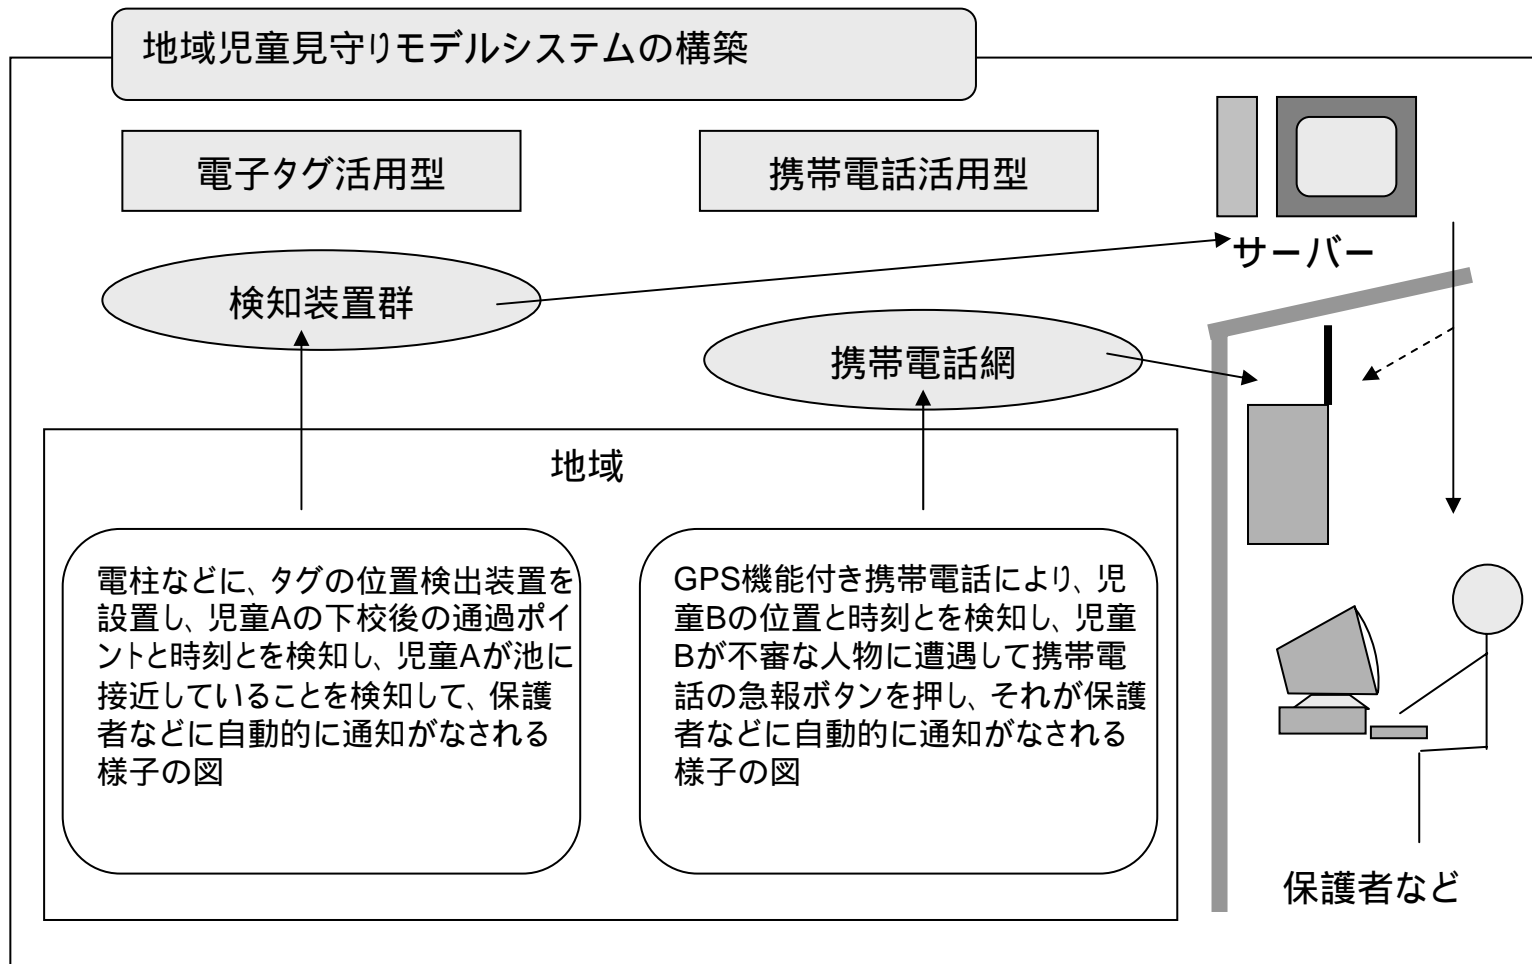 地域児童見守りモデルシステムの構築
電子タグ活用型
携帯電話活用型
サーバー
検知装置群
携帯電話網
地域
電柱などに、タグの位置検出装置を
設置し、児童Aの下校後の通過ポイ
ントと時刻とを検知し、児童Aが池に
接近していることを検知して、保護
者などに自動的に通知がなされる
様子の図
GPS機能付き携帯電話により、児
童Bの位置と時刻とを検知し、児童
Bが不審な人物に遭遇して携帯電
話の急報ボタンを押し、それが保護
者などに自動的に通知がなされる
様子の図
保護者など